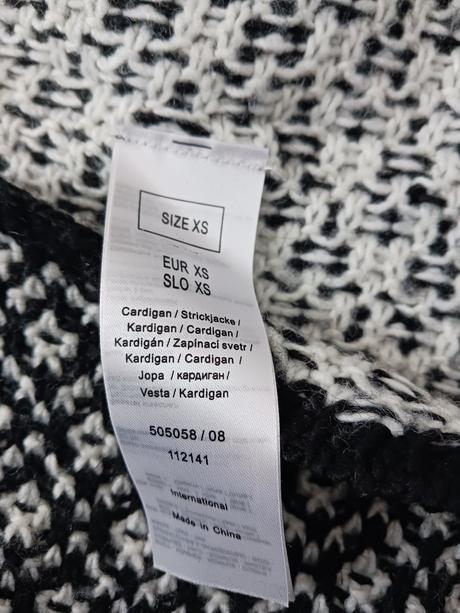 SIZE XS
EUR XS
SLO XS
Cardigan / Strickjacke /
Kardigan / Cardigan /
Kardigán / Zapínací svetr /
Kardigan / Cardigan /
Jopa / кардиган /
Vesta / Kardigan
505058 / 08
112141
International
Made in China